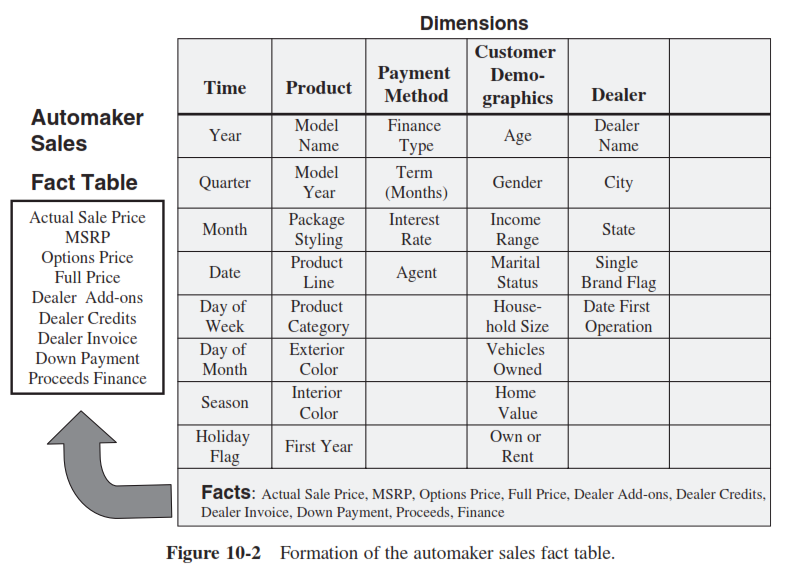 Dimensions
Automaker
Sales
Fact Table
Actual Sale Price
MSRP
Options Price
Full Price
Dealer Add-ons
Dealer Credits
Dealer Invoice
Down Payment
Proceeds Finance
Time
Product
Payment
Method
Customer
Demo-
graphics
Dealer
Year
Model
Name
Finance
Type
Age
Dealer
Name
Quarter
Model
Year
Term
(Months)
Gender
City
Month
Package
Styling
Interest
Rate
Income
Range
State
Date
Product
Line
Agent
Marital
Status
Single
Brand Flag
Day of
Week
Product
Category
House-
hold Size
Date First
Operation
Day of
Month
Exterior
Color
Vehicles
Owned
Season
Interior
Color
Home
Value
Holiday
Flag
First Year
Own or
Rent
Facts: Actual Sale Price, MSRP, Options Price, Full Price, Dealer Add-ons, Dealer Credits,
Dealer Invoice, Down Payment, Proceeds, Finance
Figure 10-2 Formation of the automaker sales fact table.